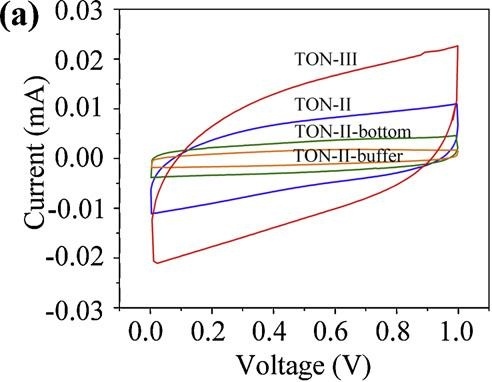 (a)
0.03
0.02
0.01
0.00
-0.01
-0.02
-0.03
Current (mA)
TON-III
TON-II
TON-II-bottom
TON-II-buffer
0.0 0.2 0.4 0.6 0.8 1.0
Voltage (V)